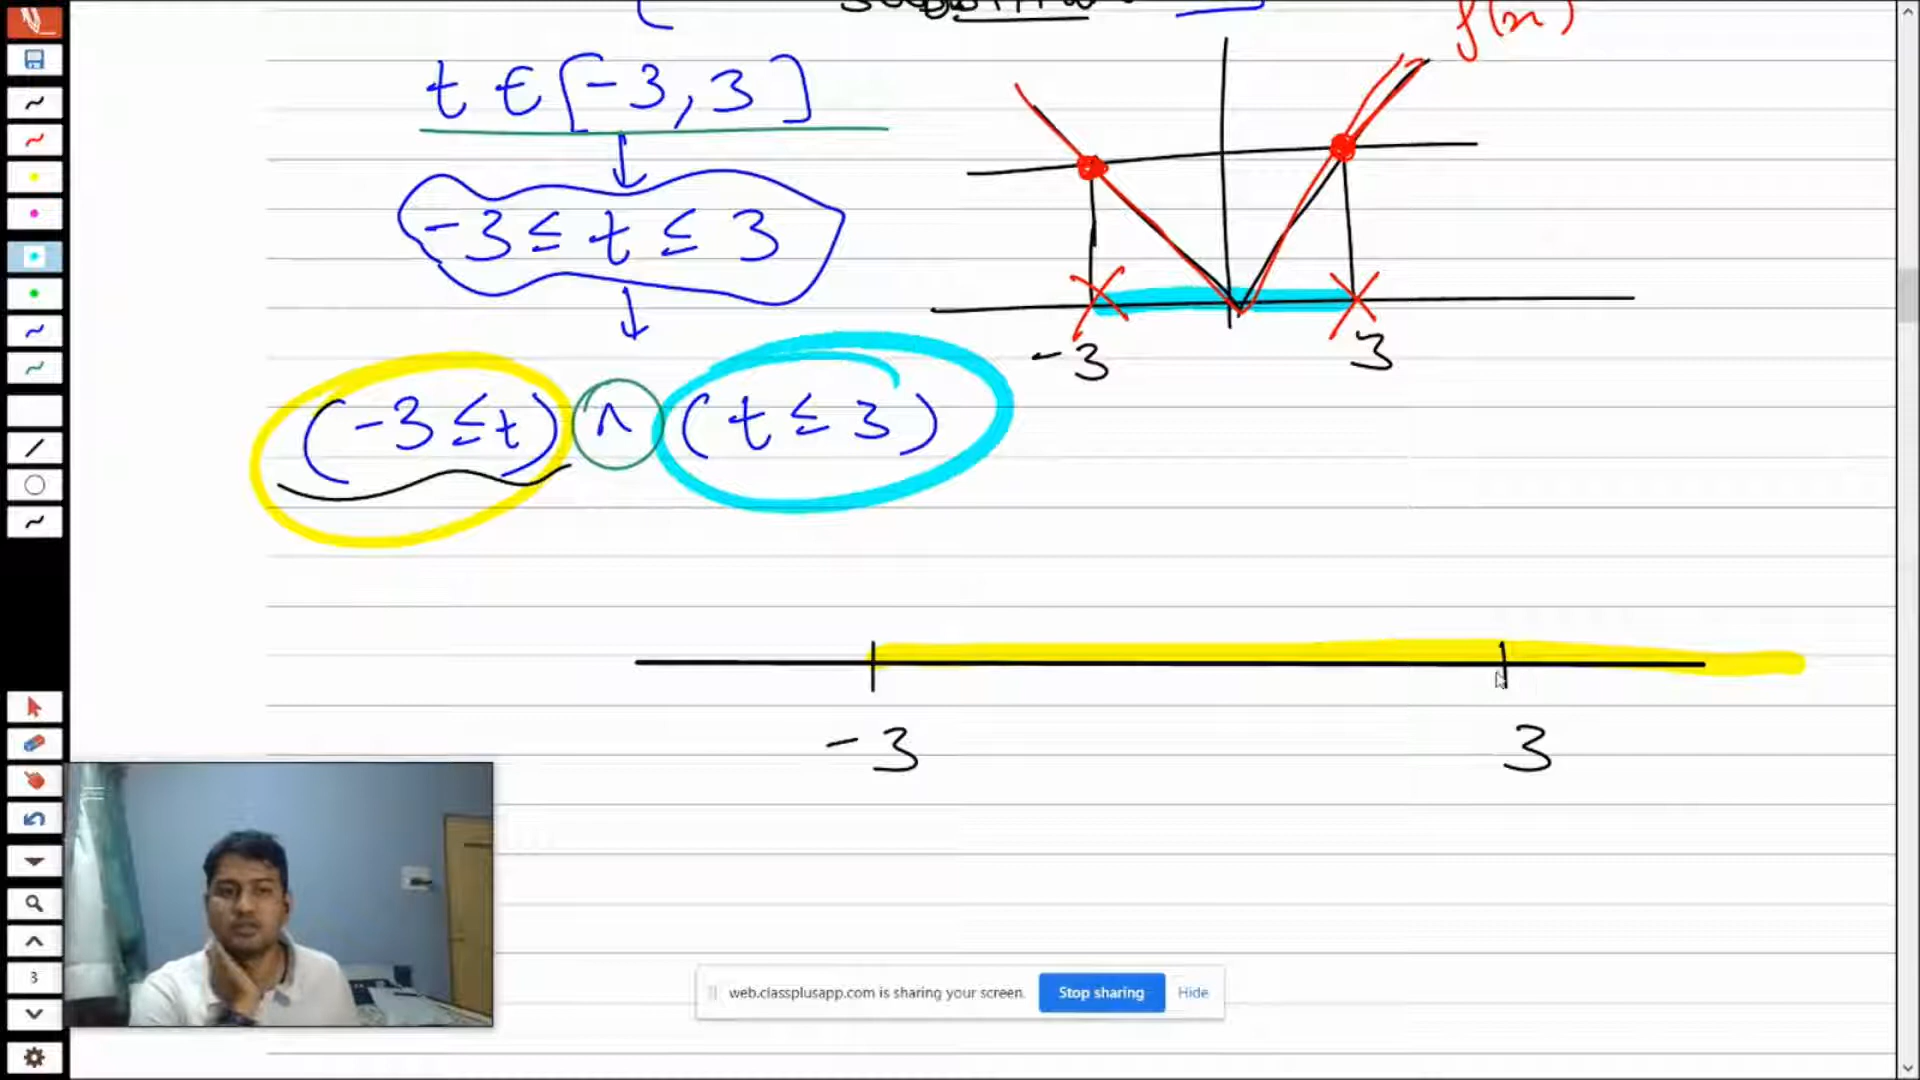 f(x)
t ∈ [-3, 3]
-3 ≤ t ≤ 3
-3 3
(-3 ≤ t) ∧ (t ≤ 3)
-3 3
3
web.classplusapp.com is sharing your screen. Stop sharing Hide